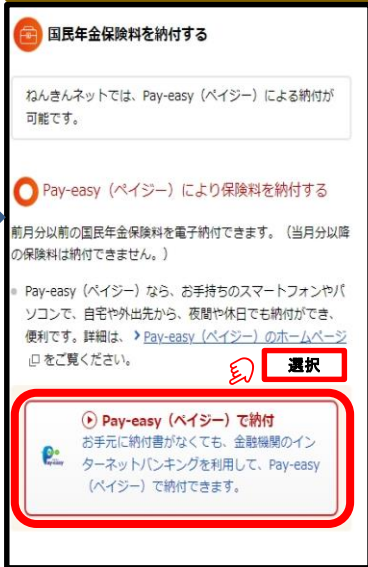 国民年金保険料を納付する
ねんきんネットでは、Pay-easy（ペイジー）による納付が
可能です。
Pay-easy（ペイジー）により保険料を納付する
前月分以前の国民年金保険料を電子納付できます。（当月分以降
の保険料は納付できません。）
Pay-easy（ペイジー）なら、お手持ちのスマートフォンやパ
ソコンで、自宅や外出先から、夜間や休日でも納付ができ、
便利です。詳細は、Pay-easy（ペイジー）のホームページ
をご覧ください。
選択
Pay-easy（ペイジー）で納付
お手元に納付書がなくても、金融機関のイン
ターネットバンキングを利用して、Pay-easy
（ペイジー）で納付できます。